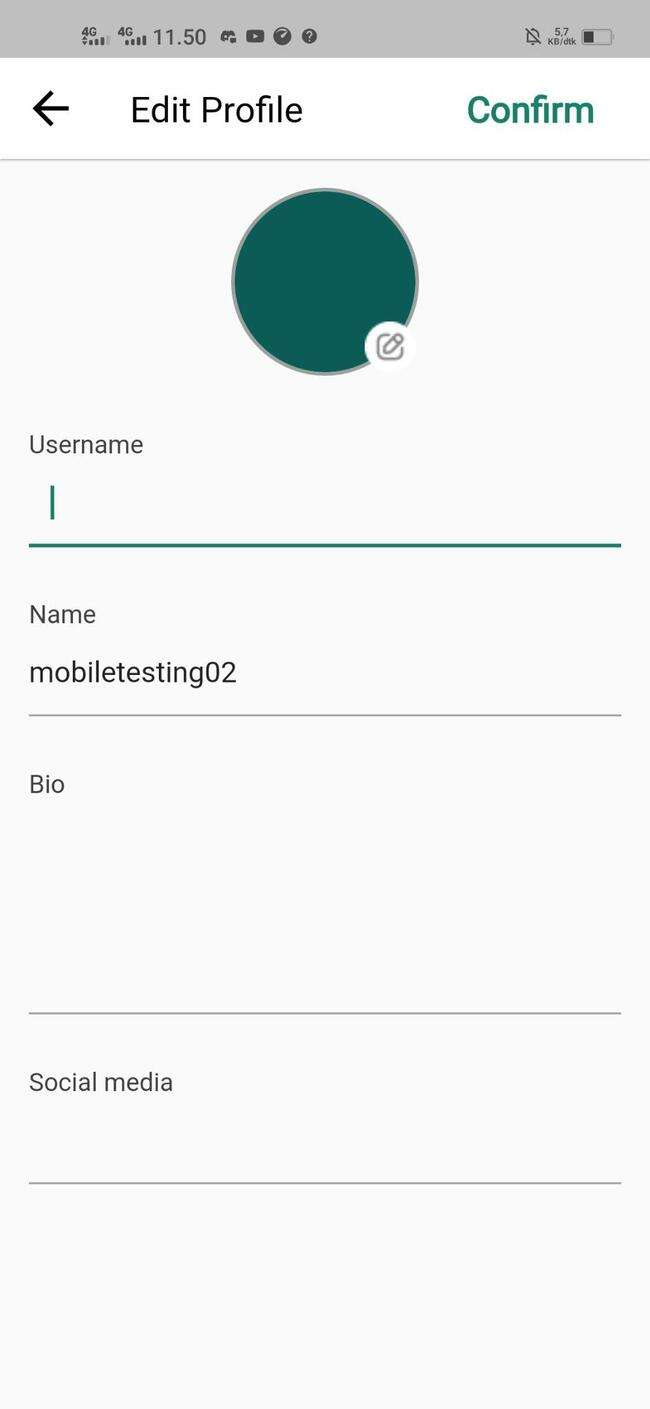 4G 4G 11.50 5,7 KB/dtk
Edit Profile Confirm
Username
Name
mobiletesting02
Bio
Social media